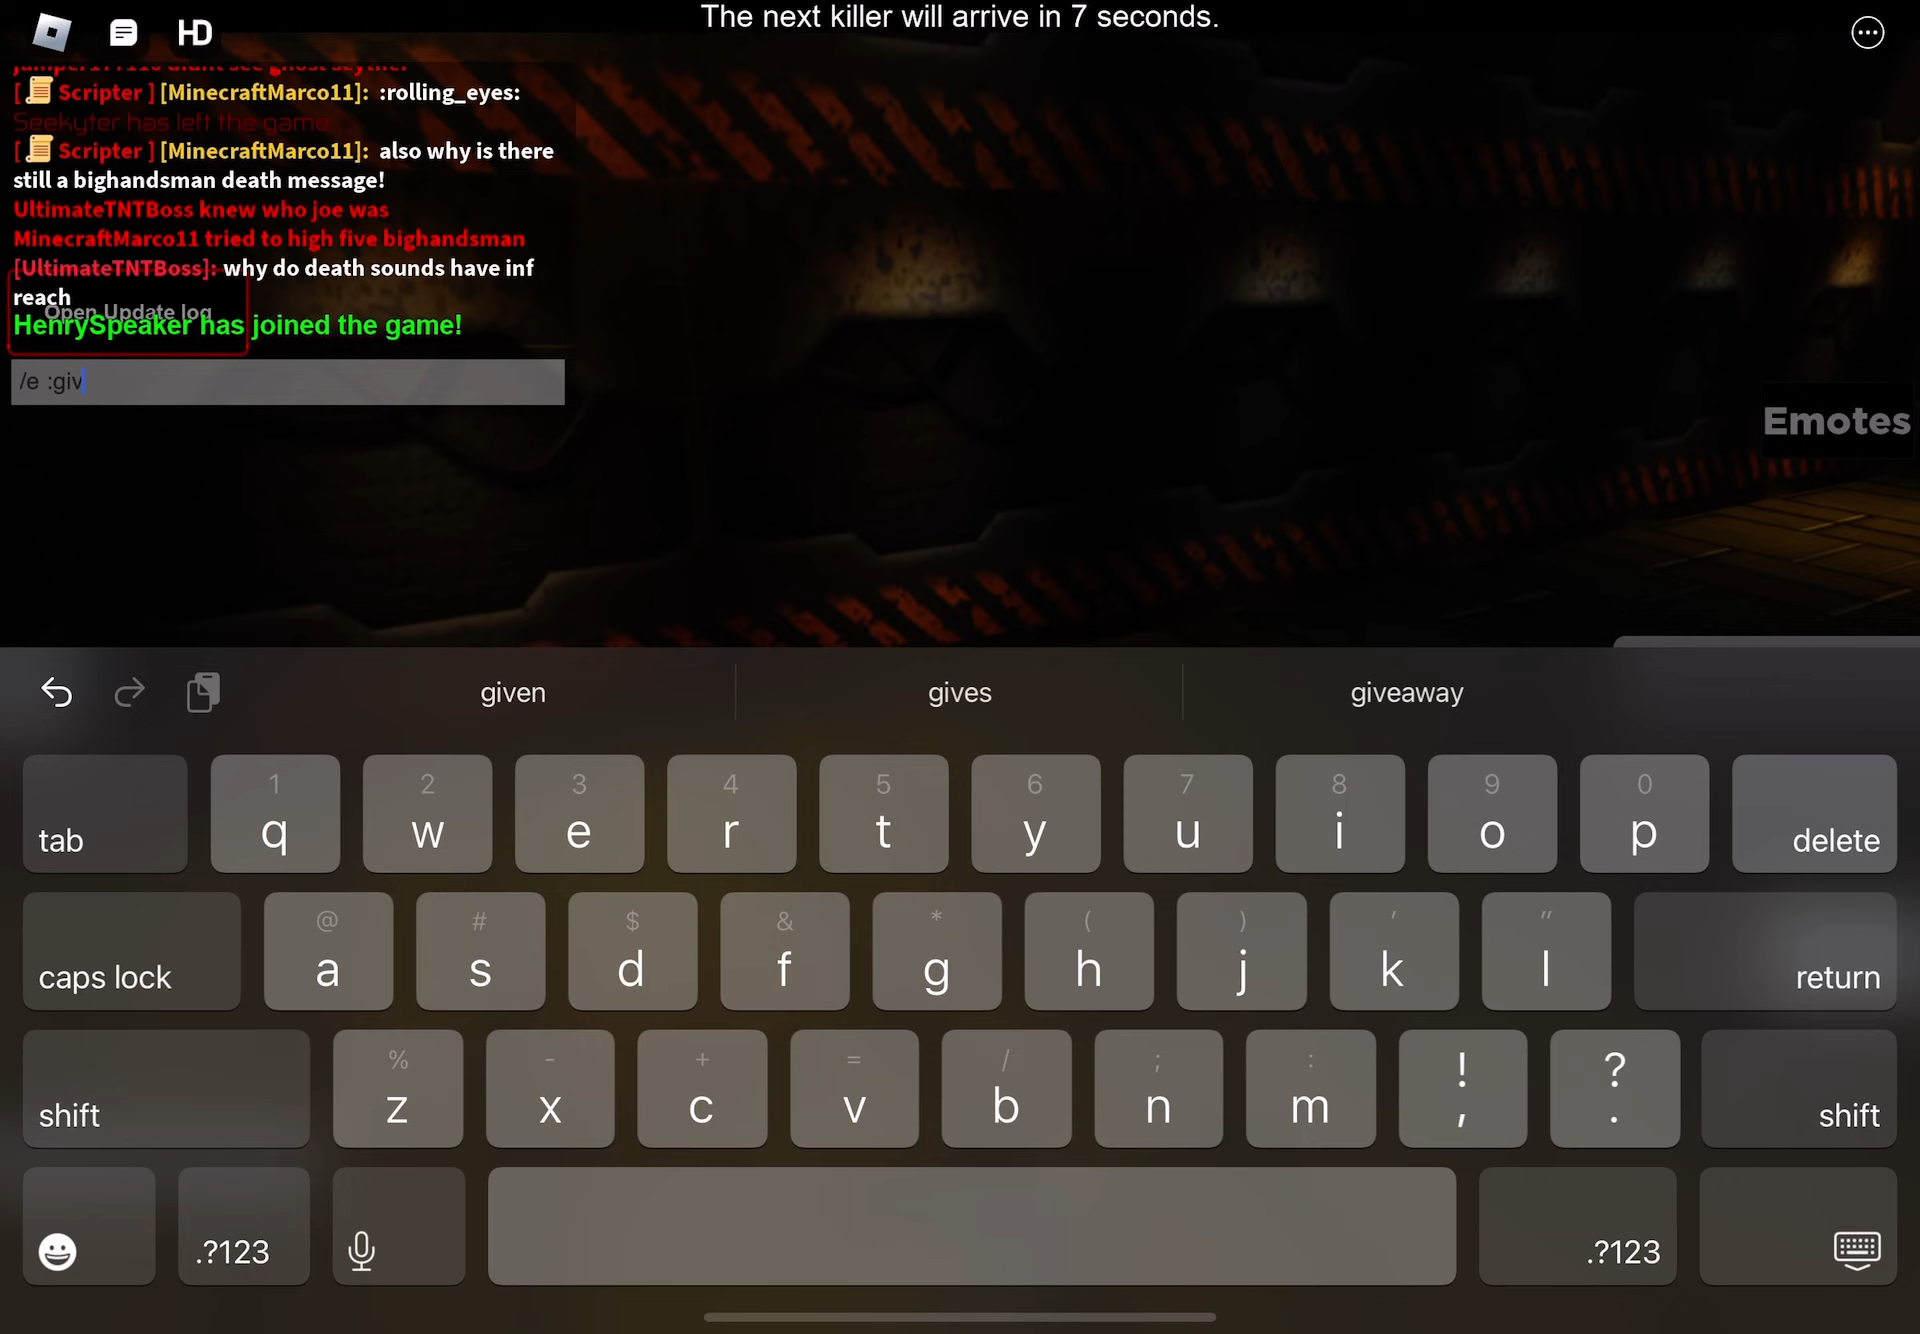 HD
The next killer will arrive in 7 seconds.
[📜 Scripter ] [MinecraftMarco11]: :rolling_eyes:
Seekyter has left the game
[📜 Scripter ] [MinecraftMarco11]: also why is there
still a bighandsman death message!
UltimateTNTBoss knew who joe was
MinecraftMarco11 tried to high five bighandsman
[UltimateTNTBoss]: why do death sounds have inf
reach
Open Update log
HenrySpeaker has joined the game!
/e :giv
Emotes
given gives giveaway
1 2 3 4 5 6 7 8 9 0
tab q w e r t y u i o p delete
@ # $ & * ( ) ' "
caps lock a s d f g h j k l return
% - + = / ; : ! ?
shift z x c v b n m , . shift
.?123 .?123